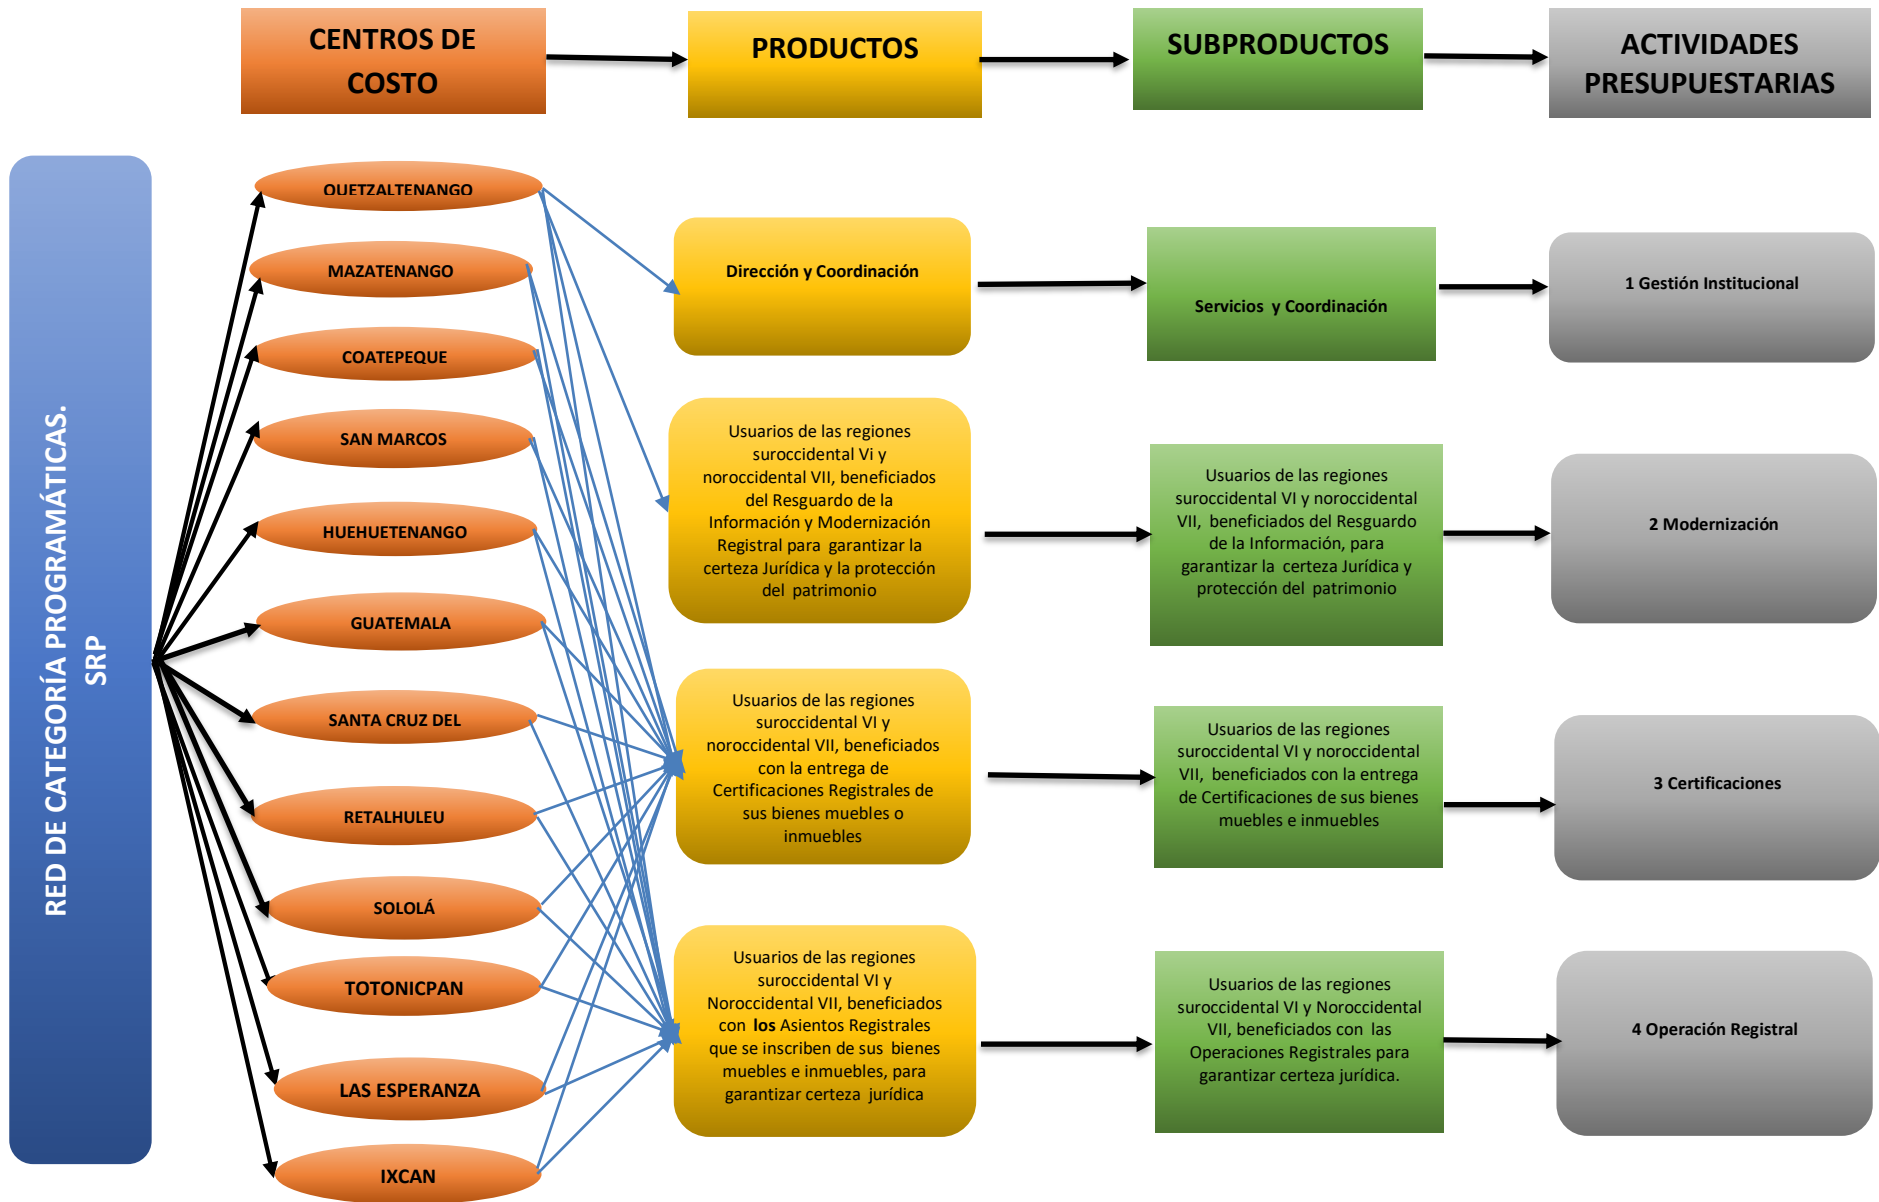 CENTROS DE
COSTO
PRODUCTOS
SUBPRODUCTOS
ACTIVIDADES
PRESUPUESTARIAS
RED DE CATEGORÍA PROGRAMÁTICAS.
SRP
QUETZALTENANGO
MAZATENANGO
COATEPEQUE
SAN MARCOS
HUEHUETENANGO
GUATEMALA
SANTA CRUZ DEL
RETALHULEU
SOLOLÁ
TOTONICPAN
LAS ESPERANZA
IXCAN
Dirección y Coordinación
Servicios y Coordinación
1 Gestión Institucional
Usuarios de las regiones
suroccidental Vi y
noroccidental VII, beneficiados
del Resguardo de la
Información y Modernización
Registral para garantizar la
certeza Jurídica y la protección
del patrimonio
Usuarios de las regiones
suroccidental VI y noroccidental
VII, beneficiados del Resguardo
de la Información, para
garantizar la certeza Jurídica y
protección del patrimonio
2 Modernización
Usuarios de las regiones
suroccidental VI y
noroccidental VII, beneficiados
con la entrega de
Certificaciones Registrales de
sus bienes muebles o
inmuebles
Usuarios de las regiones
suroccidental VI y noroccidental
VII, beneficiados con la entrega
de Certificaciones de sus bienes
muebles e inmuebles
3 Certificaciones
Usuarios de las regiones
suroccidental VI y
Noroccidental VII, beneficiados
con los Asientos Registrales
que se inscriben de sus bienes
muebles e inmuebles, para
garantizar certeza jurídica
Usuarios de las regiones
suroccidental VI y Noroccidental
VII, beneficiados con las
Operaciones Registrales para
garantizar certeza jurídica.
4 Operación Registral